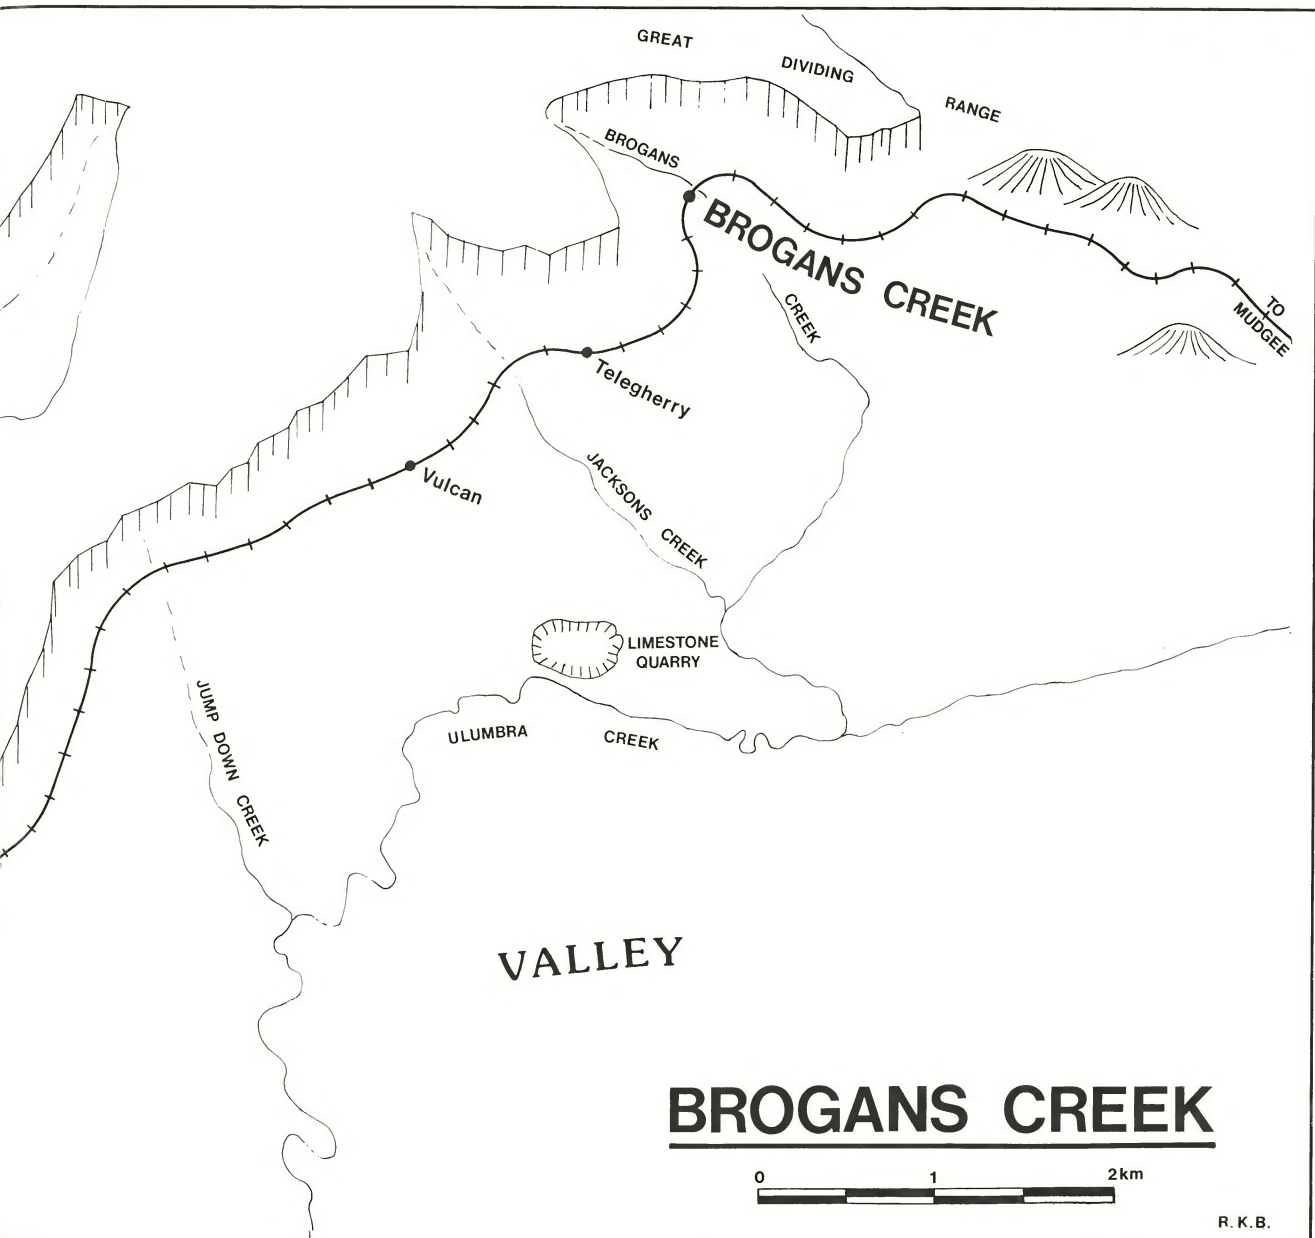 GREAT
DIVIDING
RANGE
BROGANS
BROGANS CREEK
CREEK
TO
MUDGEE
Telegherry
Vulcan
JACKSONS CREEK
LIMESTONE
QUARRY
JUMP DOWN CREEK
ULUMBRA CREEK
VALLEY
BROGANS CREEK
0 1 2km
R.K.B.